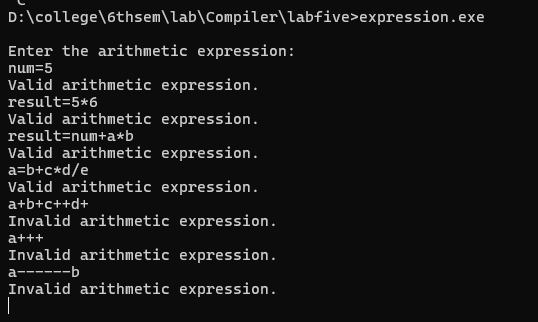 ^C
D:\college\6thsem\lab\Compiler\labfive>expression.exe
Enter the arithmetic expression:
num=5
Valid arithmetic expression.
result=5*6
Valid arithmetic expression.
result=num+a*b
Valid arithmetic expression.
a=b+c*d/e
Valid arithmetic expression.
a+b+c++d+
Invalid arithmetic expression.
a+++
Invalid arithmetic expression.
a------b
Invalid arithmetic expression.